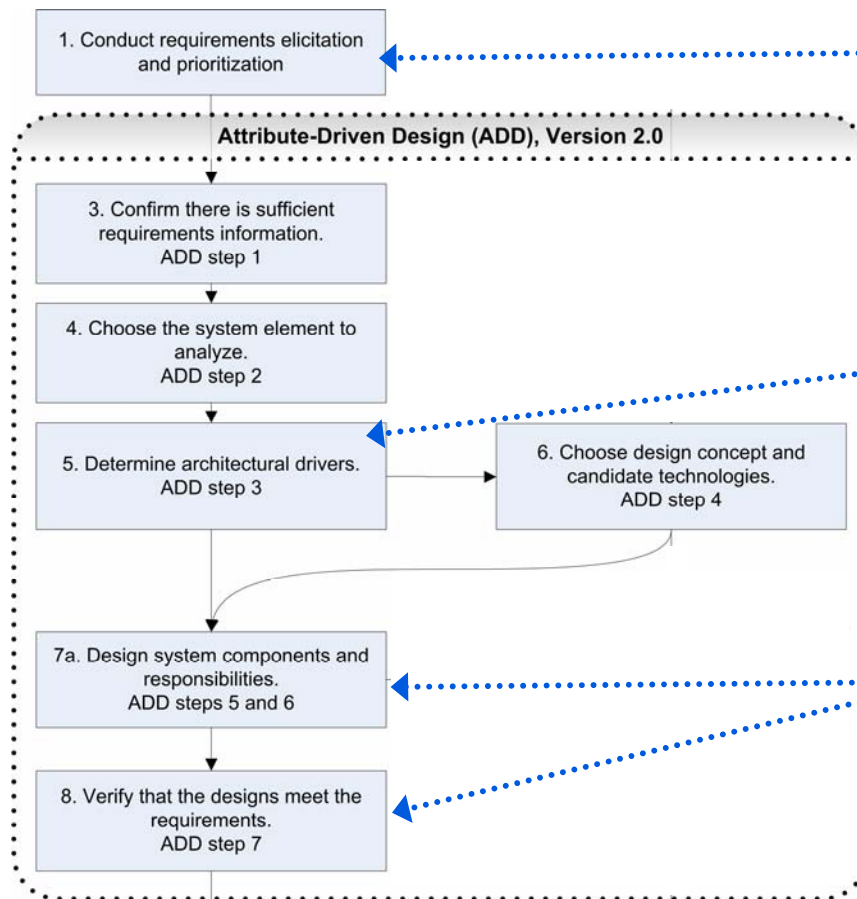 1. Conduct requirements elicitation
and prioritization
Attribute-Driven Design (ADD), Version 2.0
3. Confirm there is sufficient
requirements information.
ADD step 1
4. Choose the system element to
analyze.
ADD step 2
5. Determine architectural drivers.
ADD step 3
6. Choose design concept and
candidate technologies.
ADD step 4
7a. Design system components and
responsibilities.
ADD steps 5 and 6
8. Verify that the designs meet the
requirements.
ADD step 7